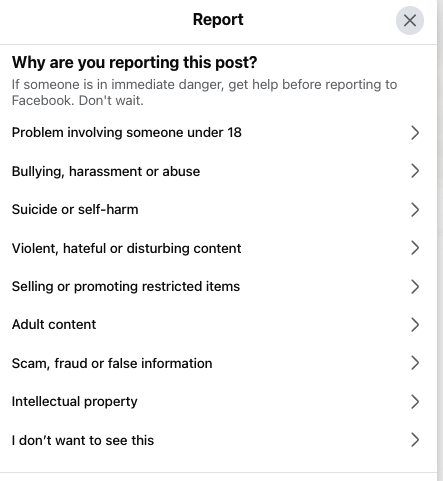 Report
Why are you reporting this post?
If someone is in immediate danger, get help before reporting to
Facebook. Don't wait.
Problem involving someone under 18
Bullying, harassment or abuse
Suicide or self-harm
Violent, hateful or disturbing content
Selling or promoting restricted items
Adult content
Scam, fraud or false information
Intellectual property
I don’t want to see this